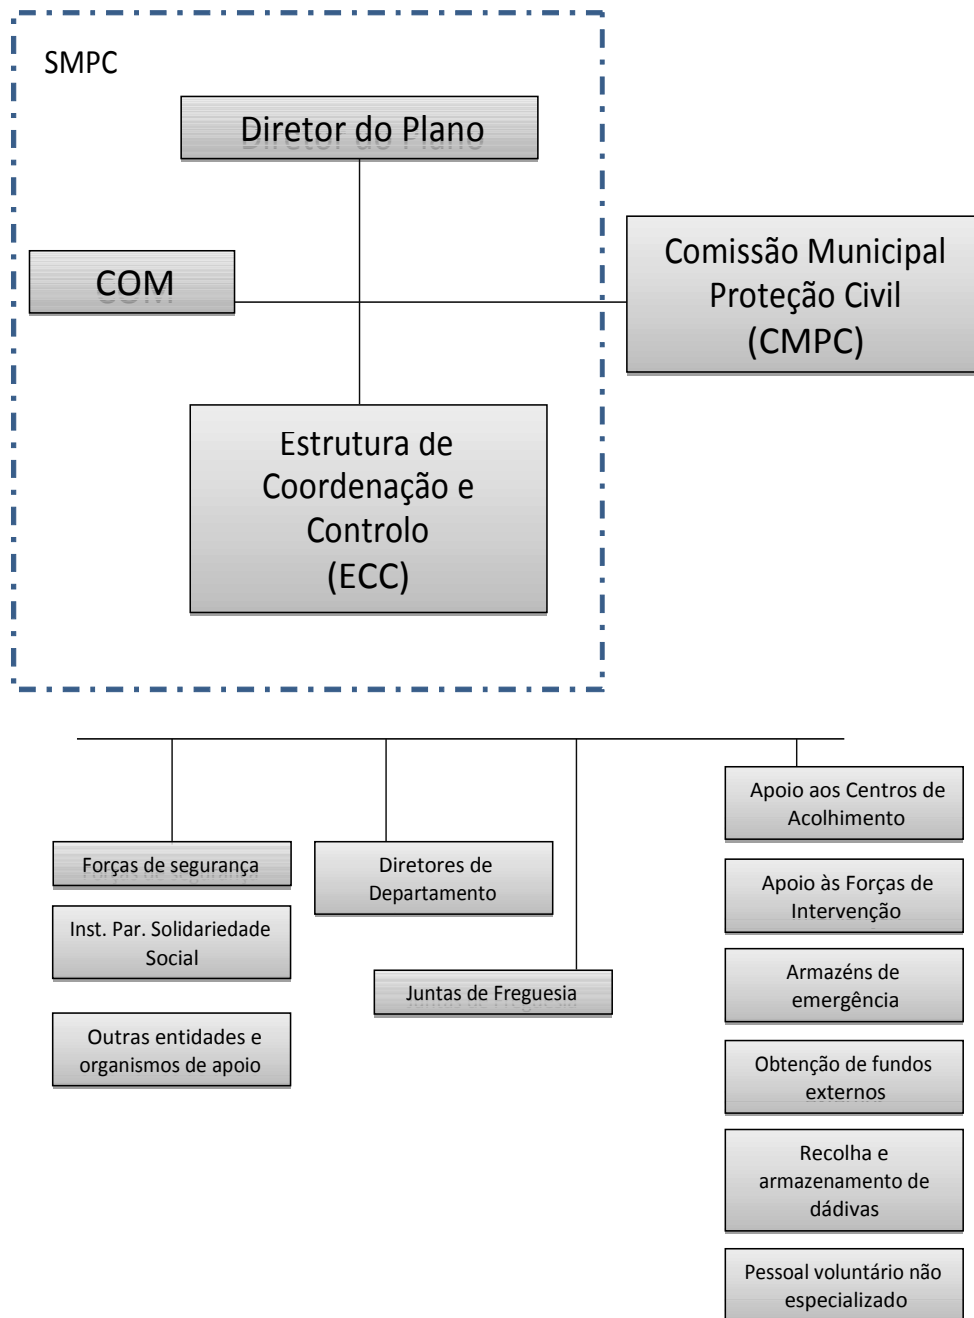 SMPC
Diretor do Plano
COM
Comissão Municipal
Proteção Civil
(CMPC)
Estrutura de
Coordenação e
Controlo
(ECC)
Forças de segurança
Inst. Par. Solidariedade
Social
Outras entidades e
organismos de apoio
Diretores de
Departamento
Juntas de Freguesia
Apoio aos Centros de
Acolhimento
Apoio às Forças de
Intervenção
Armazéns de
emergência
Obtenção de fundos
externos
Recolha e
armazenamento de
dádivas
Pessoal voluntário não
especializado